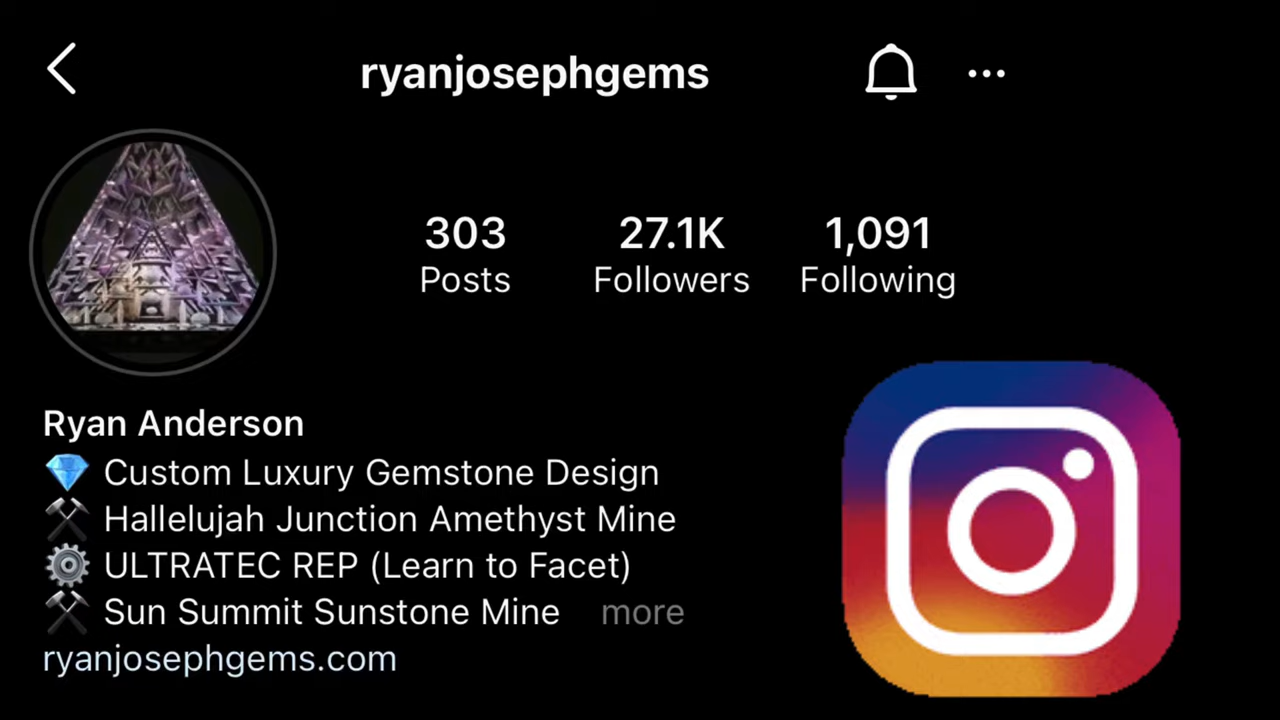 ryanjosephgems
303 27.1K 1,091
Posts Followers Following
Ryan Anderson
💎 Custom Luxury Gemstone Design
⚒️ Hallelujah Junction Amethyst Mine
⚙️ ULTRATEC REP (Learn to Facet)
⚒️ Sun Summit Sunstone Mine more
ryanjosephgems.com